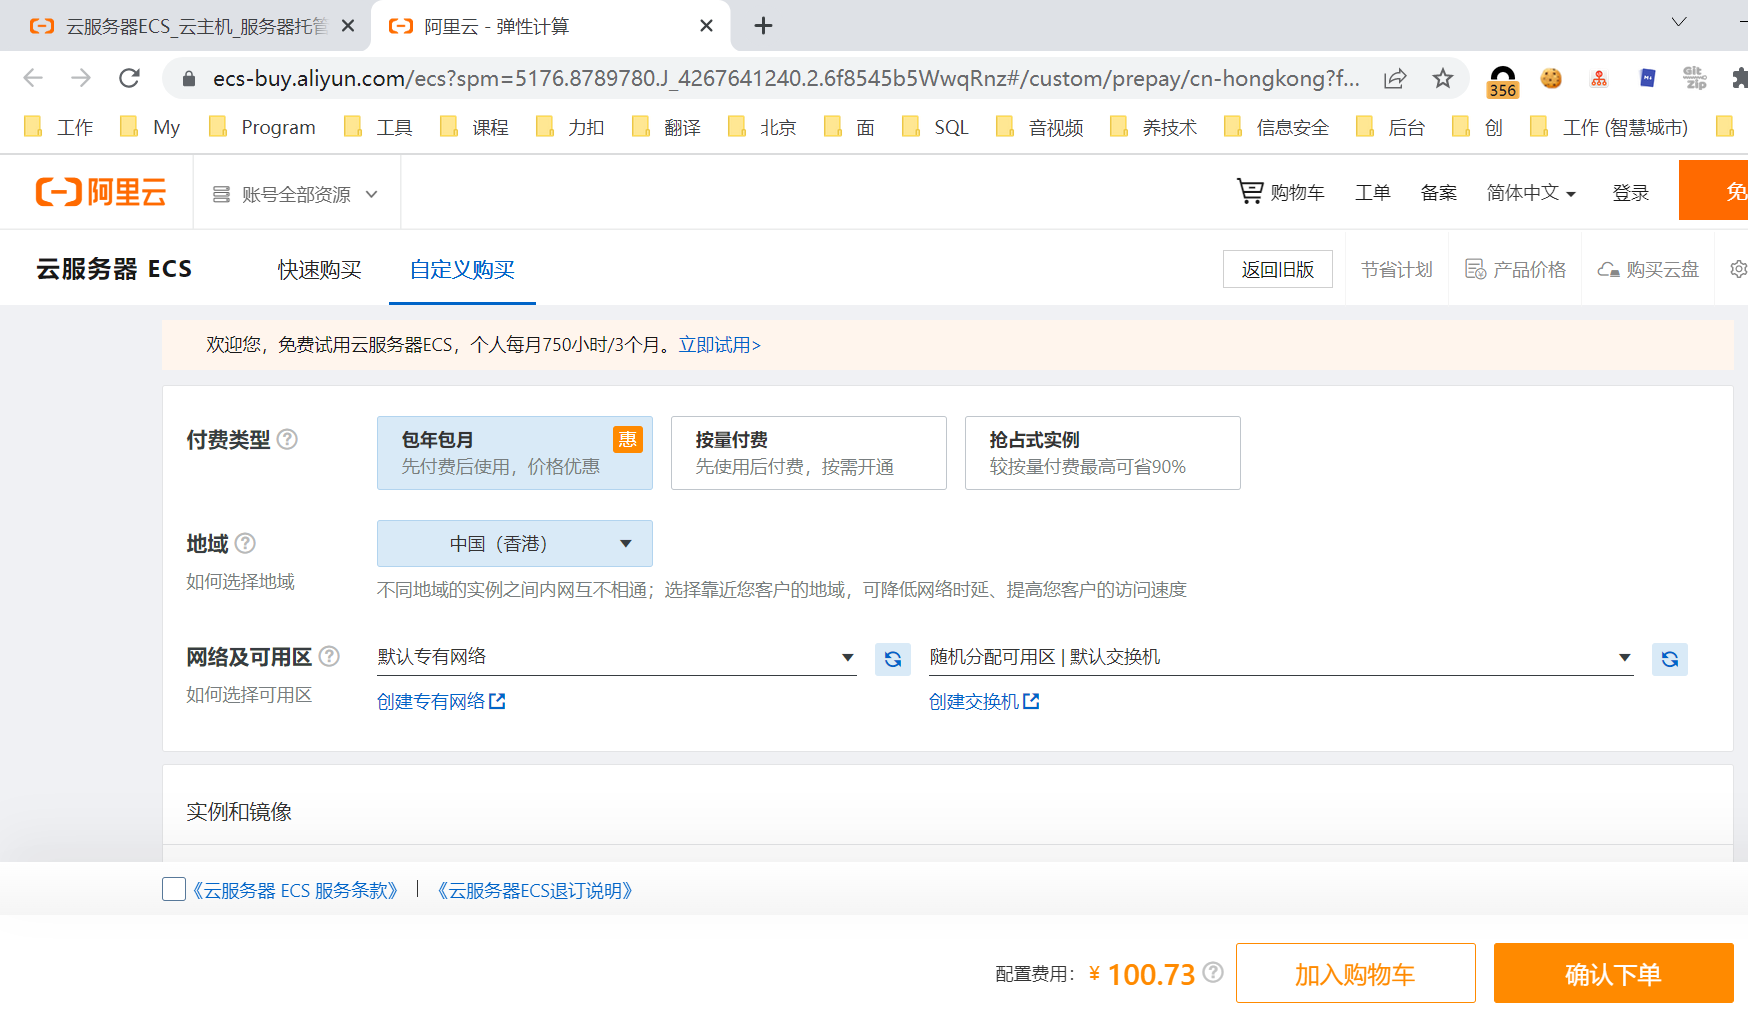 云服务器ECS_云主机_服务器托管
阿里云 - 弹性计算
ecs-buy.aliyun.com/ecs?spm=5176.8789780.J_4267641240.2.6f8545b5WwqRnz#/custom/prepay/cn-hongkong?f...
356
Git Zip
工作 My Program 工具 课程 力扣 翻译 北京 面 SQL 音视频 养技术 信息安全 后台 创 工作 (智慧城市)
阿里云 账号全部资源 购物车 工单 备案 简体中文 登录 免
云服务器 ECS 快速购买 自定义购买 返回旧版 节省计划 产品价格 购买云盘
欢迎您，免费试用云服务器ECS，个人每月750小时/3个月。立即试用>
付费类型 ?
包年包月 惠
先付费后使用，价格优惠
按量付费
先使用后付费，按需开通
抢占式实例
较按量付费最高可省90%
地域 ? 中国（香港）
如何选择地域
不同地域的实例之间内网互不相通；选择靠近您客户的地域，可降低网络时延、提高您客户的访问速度
网络及可用区 ? 默认专有网络 随机分配可用区 | 默认交换机
如何选择可用区 创建专有网络 创建交换机
实例和镜像
《云服务器 ECS 服务条款》 | 《云服务器ECS退订说明》
配置费用： ¥ 100.73 ? 加入购物车 确认下单